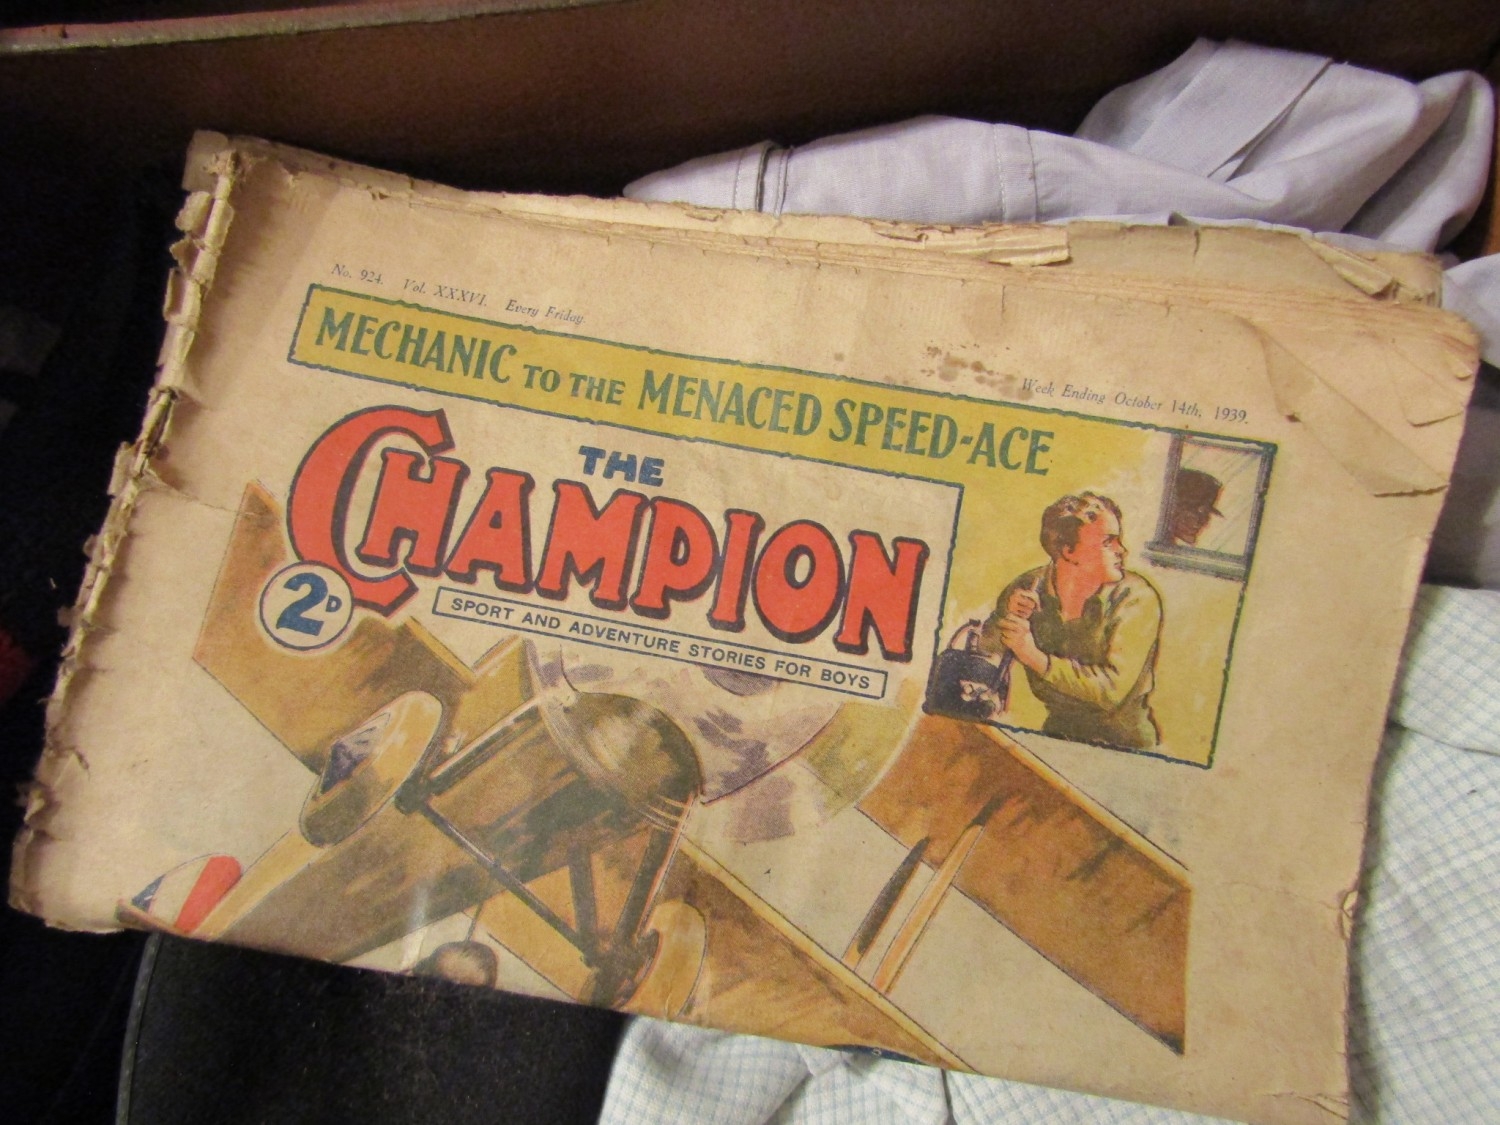 No. 924. Vol. XXXVI. Every Friday.
Week Ending October 14th, 1939.
MECHANIC TO THE MENACED SPEED-ACE
THE
CHAMPION
2D
SPORT AND ADVENTURE STORIES FOR BOYS